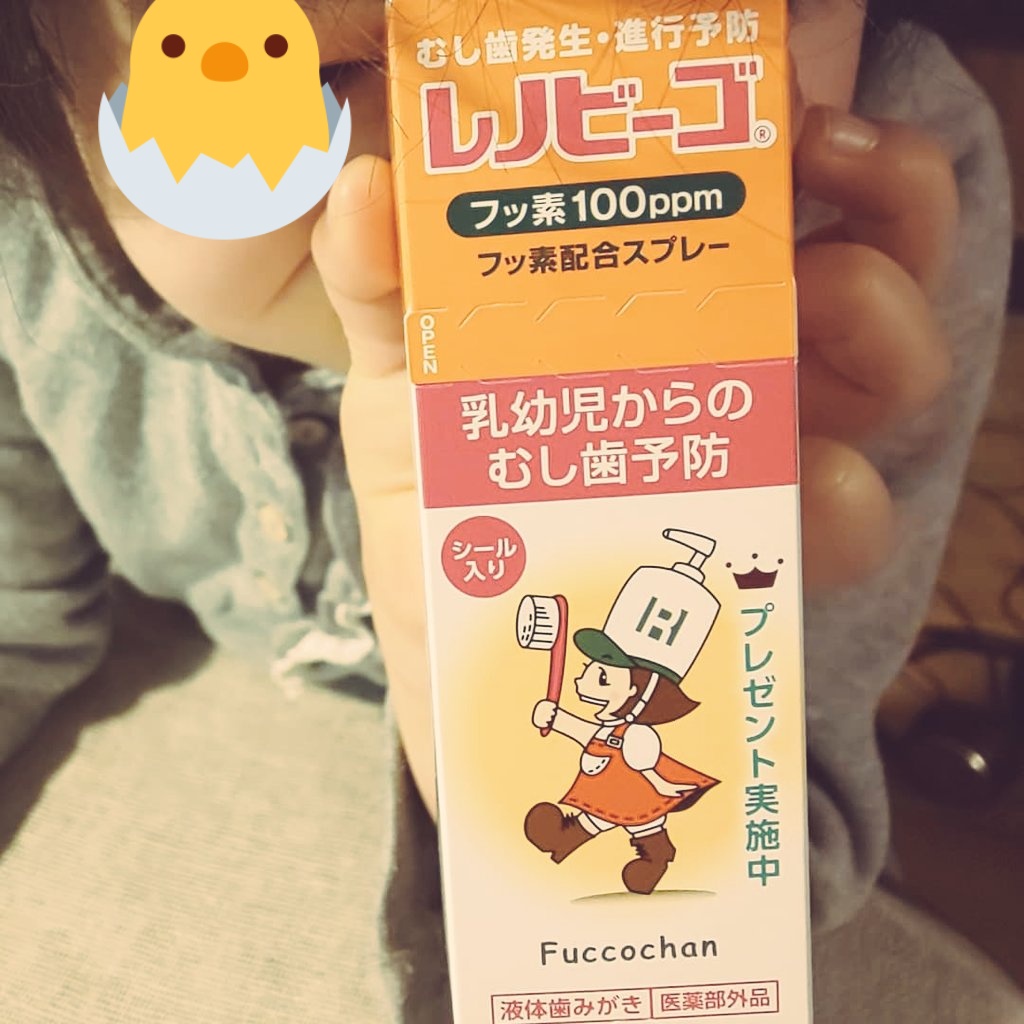 むし歯発生・進行予防
レノビーゴ®
フッ素100ppm
フッ素配合スプレー
OPEN
乳幼児からの
むし歯予防
シール
入り
H
プレゼント実施中
Fuccochan
液体歯みがき 医薬部外品